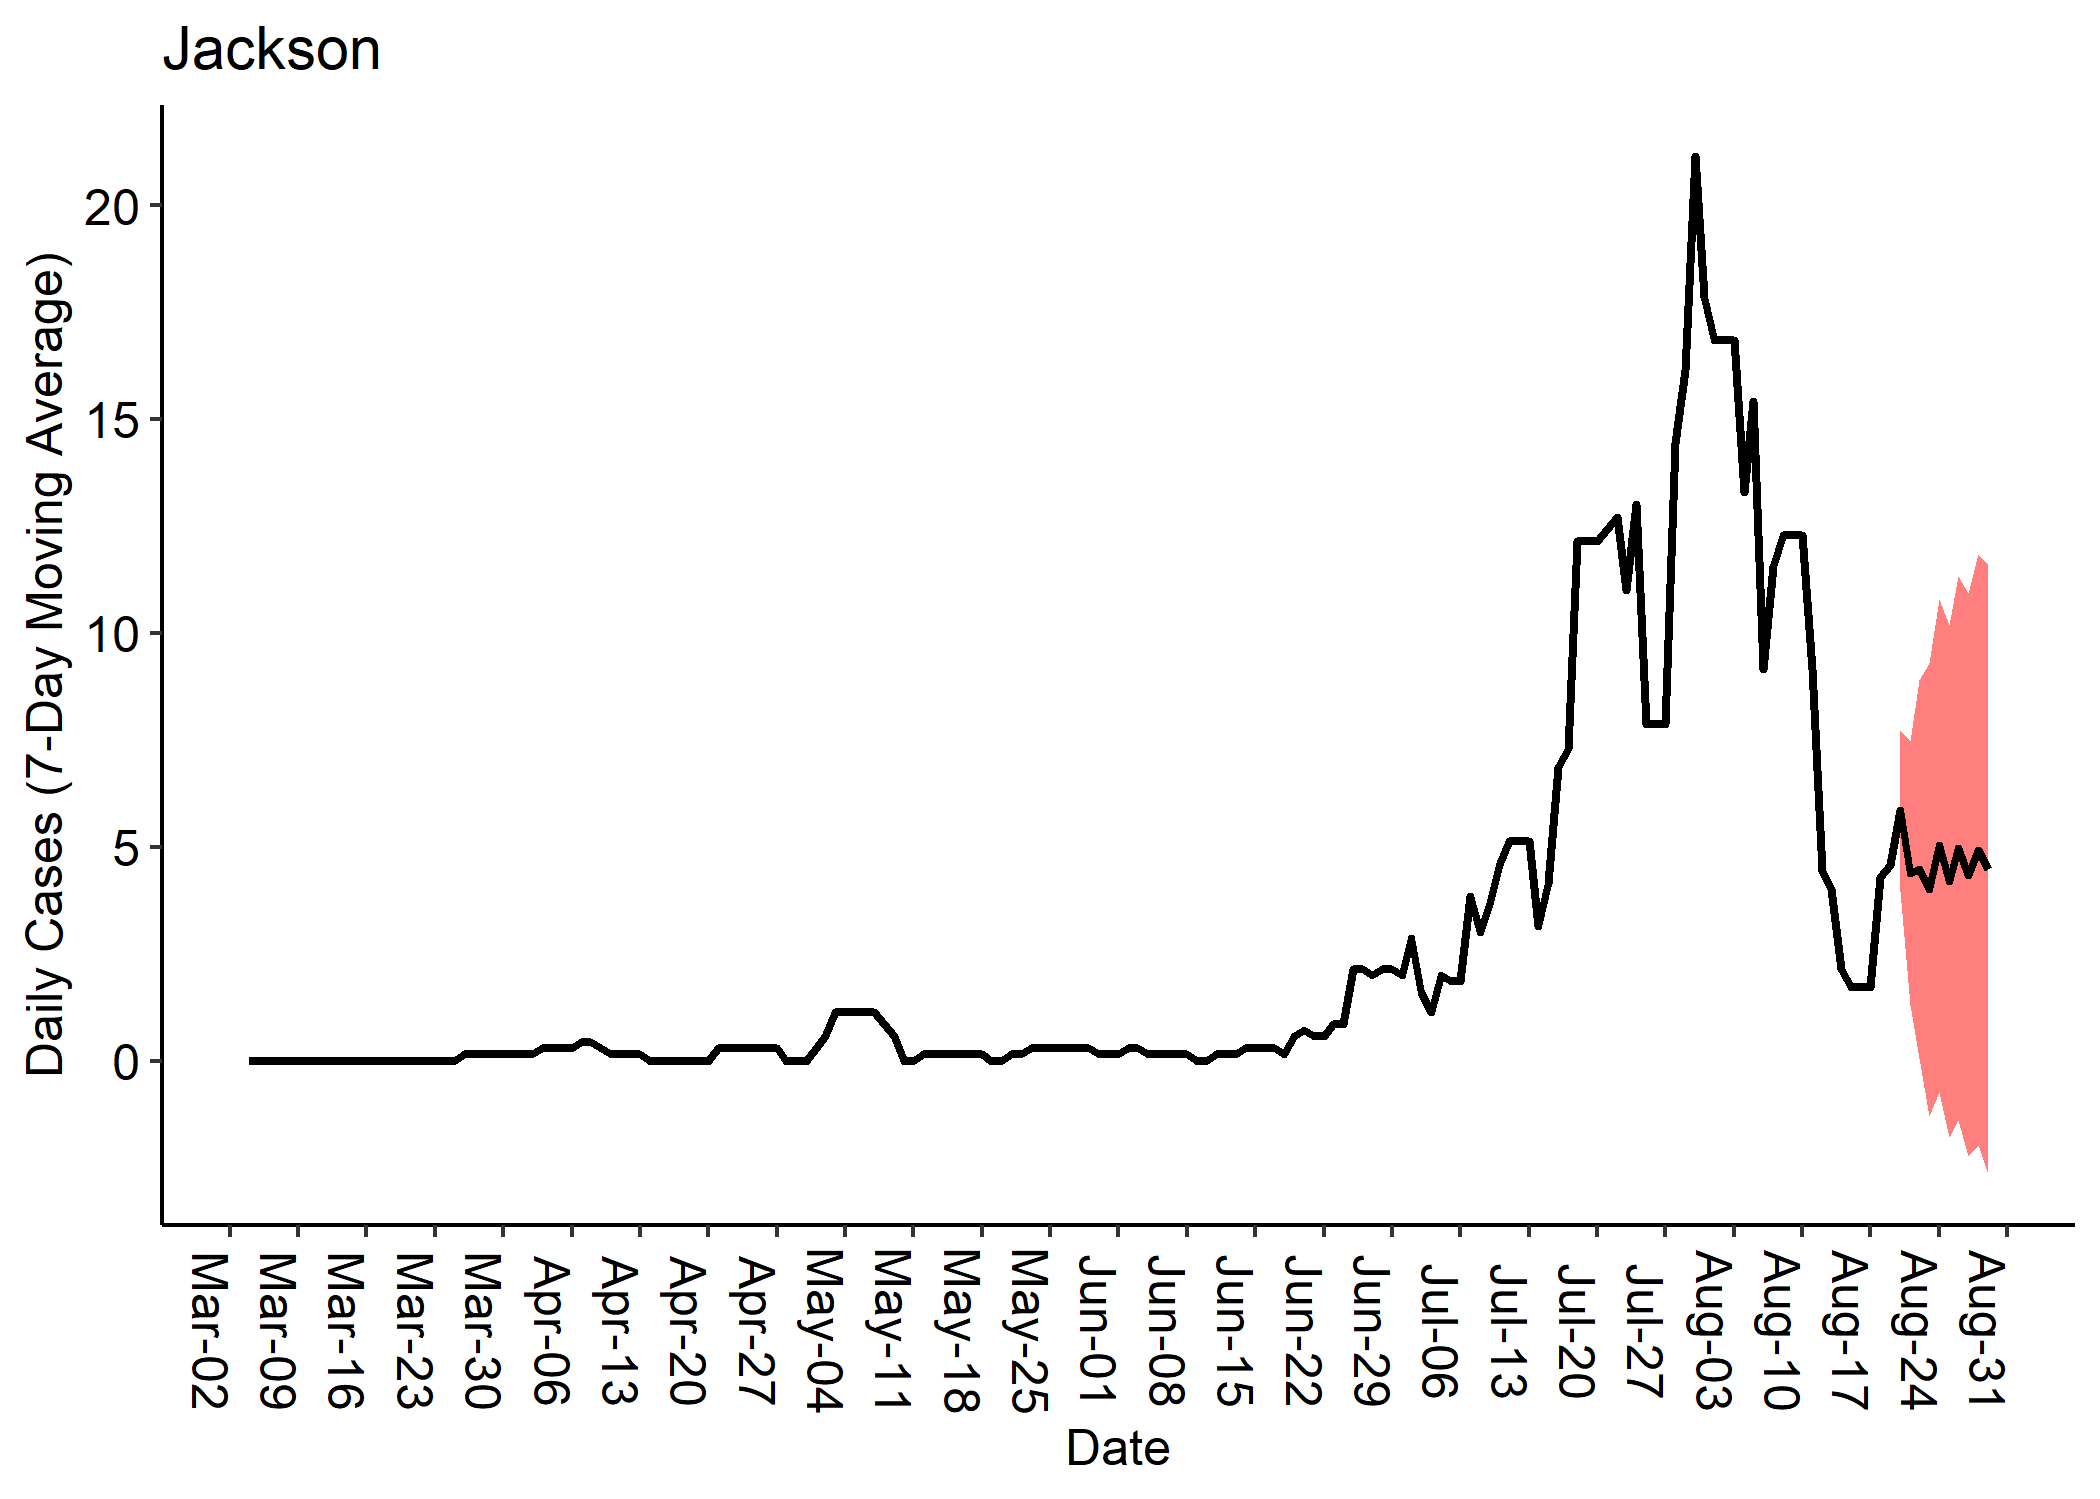 Jackson
Daily Cases (7-Day Moving Average)
20
15
10
5
0
Mar-02
Mar-09
Mar-16
Mar-23
Mar-30
Apr-06
Apr-13
Apr-20
Apr-27
May-04
May-11
May-18
May-25
Jun-01
Jun-08
Jun-15
Jun-22
Jun-29
Jul-06
Jul-13
Jul-20
Jul-27
Aug-03
Aug-10
Aug-17
Aug-24
Aug-31
Date